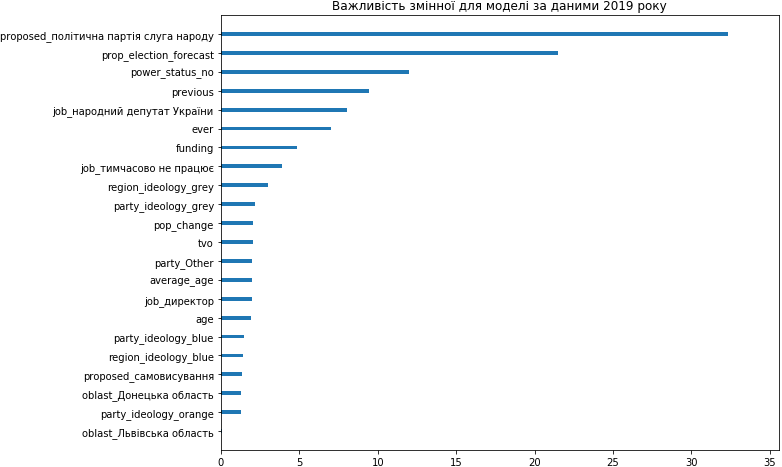 Важливість змінної для моделі за даними 2019 року
proposed_політична партія слуга народу
prop_election_forecast
power_status_no
previous
job_народний депутат України
ever
funding
job_тимчасово не працює
region_ideology_grey
party_ideology_grey
pop_change
tvo
party_Other
average_age
job_директор
age
party_ideology_blue
region_ideology_blue
proposed_самовисування
oblast_Донецька область
party_ideology_orange
oblast_Львівська область
0 5 10 15 20 25 30 35